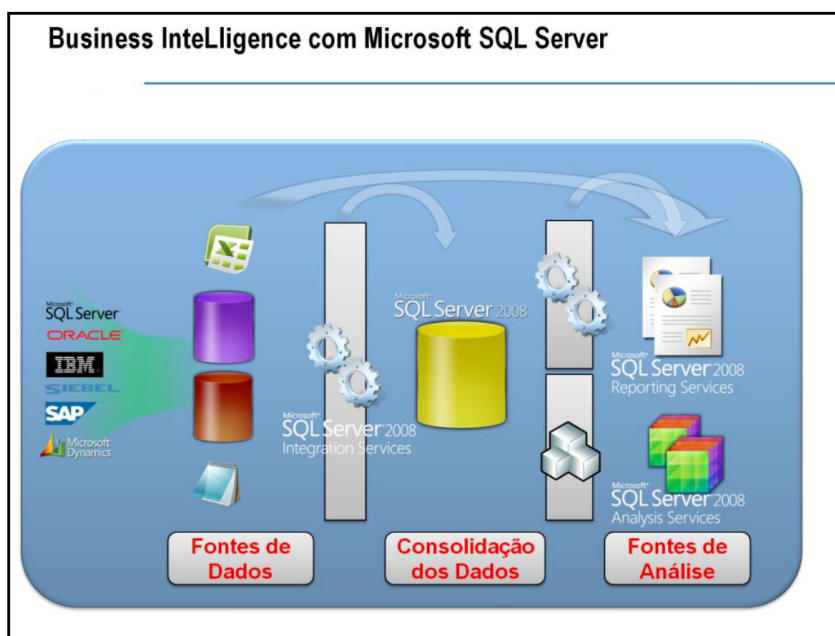 Business InteLligence com Microsoft SQL Server
Microsoft
SQL Server
ORACLE
IBM
SIEBEL
SAP
Microsoft
Dynamics
Microsoft
SQL Server 2008
Integration Services
Microsoft
SQL Server 2008
Microsoft
SQL Server 2008
Reporting Services
Microsoft
SQL Server 2008
Analysis Services
Fontes de
Dados
Consolidação
dos Dados
Fontes de
Análise